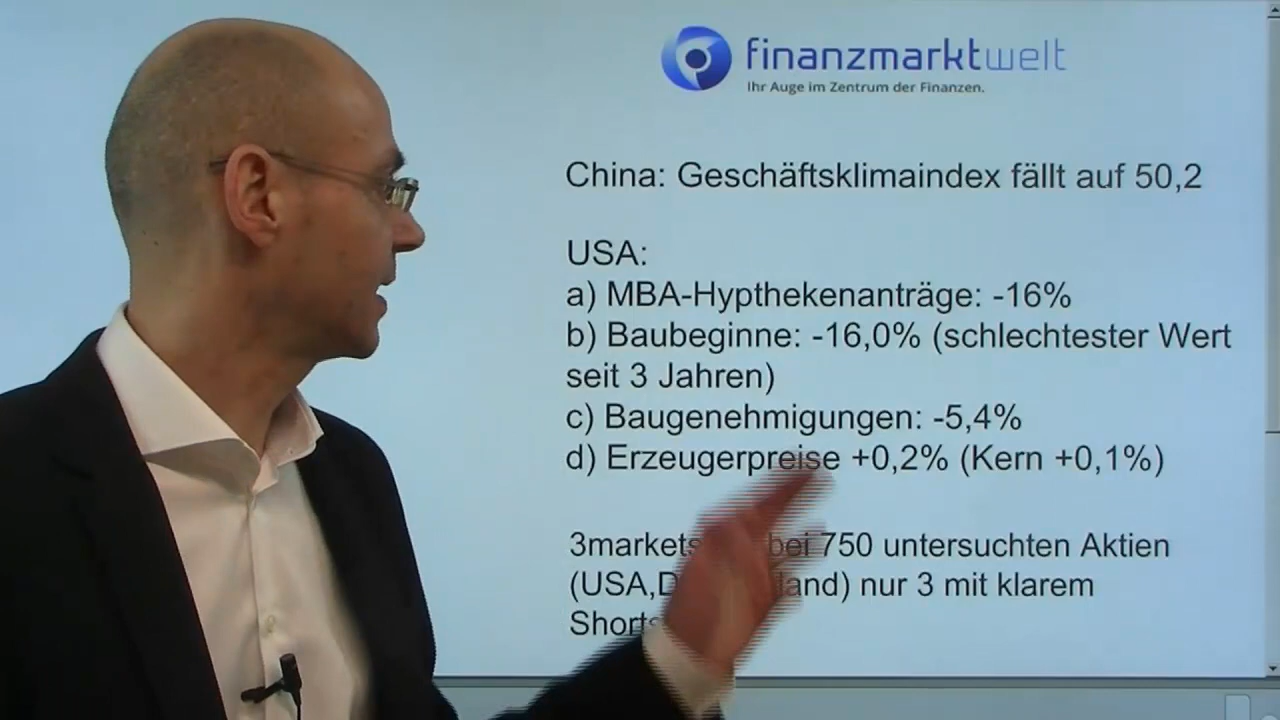 finanzmarktwelt
Ihr Auge im Zentrum der Finanzen.
China: Geschäftsklimaindex fällt auf 50,2
USA:
a) MBA-Hypthekenanträge: -16%
b) Baubeginne: -16,0% (schlechtester Wert
seit 3 Jahren)
c) Baugenehmigungen: -5,4%
d) Erzeugerpreise +0,2% (Kern +0,1%)
bei 750 untersuchten Aktien
nur 3 mit klarem